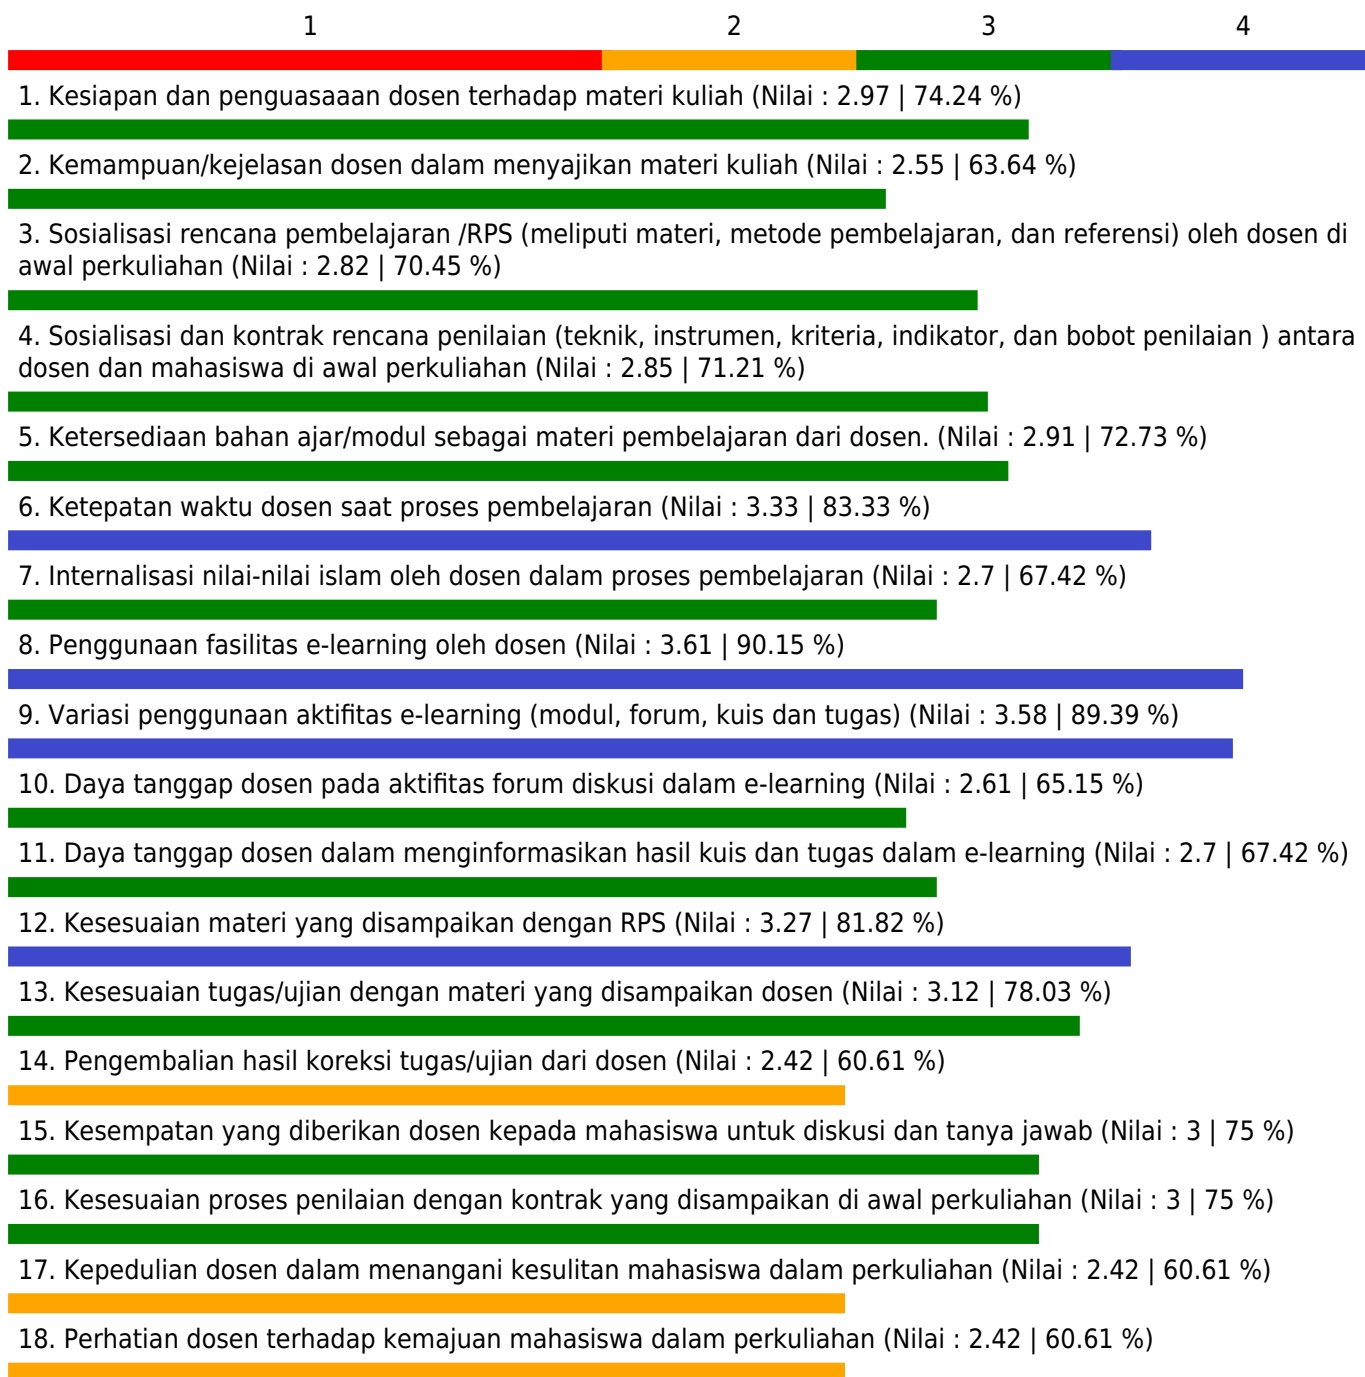 1 2 3 4
1. Kesiapan dan penguasaaan dosen terhadap materi kuliah (Nilai : 2.97 | 74.24 %)
2. Kemampuan/kejelasan dosen dalam menyajikan materi kuliah (Nilai : 2.55 | 63.64 %)
3. Sosialisasi rencana pembelajaran /RPS (meliputi materi, metode pembelajaran, dan referensi) oleh dosen di
awal perkuliahan (Nilai : 2.82 | 70.45 %)
4. Sosialisasi dan kontrak rencana penilaian (teknik, instrumen, kriteria, indikator, dan bobot penilaian ) antara
dosen dan mahasiswa di awal perkuliahan (Nilai : 2.85 | 71.21 %)
5. Ketersediaan bahan ajar/modul sebagai materi pembelajaran dari dosen. (Nilai : 2.91 | 72.73 %)
6. Ketepatan waktu dosen saat proses pembelajaran (Nilai : 3.33 | 83.33 %)
7. Internalisasi nilai-nilai islam oleh dosen dalam proses pembelajaran (Nilai : 2.7 | 67.42 %)
8. Penggunaan fasilitas e-learning oleh dosen (Nilai : 3.61 | 90.15 %)
9. Variasi penggunaan aktifitas e-learning (modul, forum, kuis dan tugas) (Nilai : 3.58 | 89.39 %)
10. Daya tanggap dosen pada aktifitas forum diskusi dalam e-learning (Nilai : 2.61 | 65.15 %)
11. Daya tanggap dosen dalam menginformasikan hasil kuis dan tugas dalam e-learning (Nilai : 2.7 | 67.42 %)
12. Kesesuaian materi yang disampaikan dengan RPS (Nilai : 3.27 | 81.82 %)
13. Kesesuaian tugas/ujian dengan materi yang disampaikan dosen (Nilai : 3.12 | 78.03 %)
14. Pengembalian hasil koreksi tugas/ujian dari dosen (Nilai : 2.42 | 60.61 %)
15. Kesempatan yang diberikan dosen kepada mahasiswa untuk diskusi dan tanya jawab (Nilai : 3 | 75 %)
16. Kesesuaian proses penilaian dengan kontrak yang disampaikan di awal perkuliahan (Nilai : 3 | 75 %)
17. Kepedulian dosen dalam menangani kesulitan mahasiswa dalam perkuliahan (Nilai : 2.42 | 60.61 %)
18. Perhatian dosen terhadap kemajuan mahasiswa dalam perkuliahan (Nilai : 2.42 | 60.61 %)